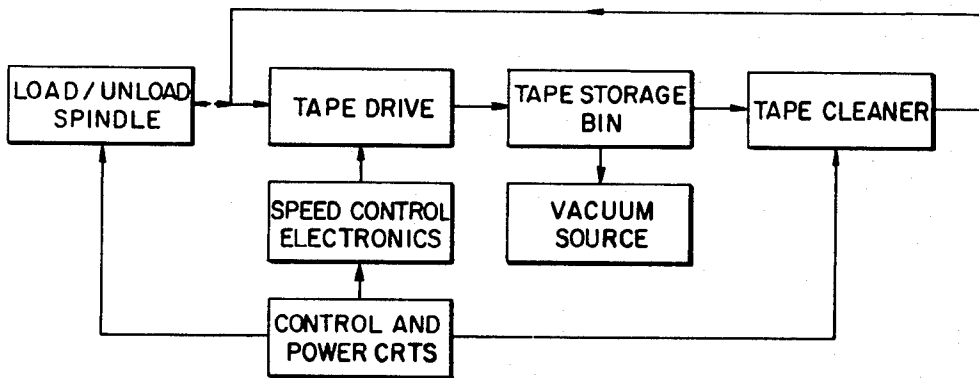 LOAD/UNLOAD
SPINDLE
TAPE DRIVE
TAPE STORAGE
BIN
TAPE CLEANER
SPEED CONTROL
ELECTRONICS
VACUUM
SOURCE
CONTROL AND
POWER CRTS